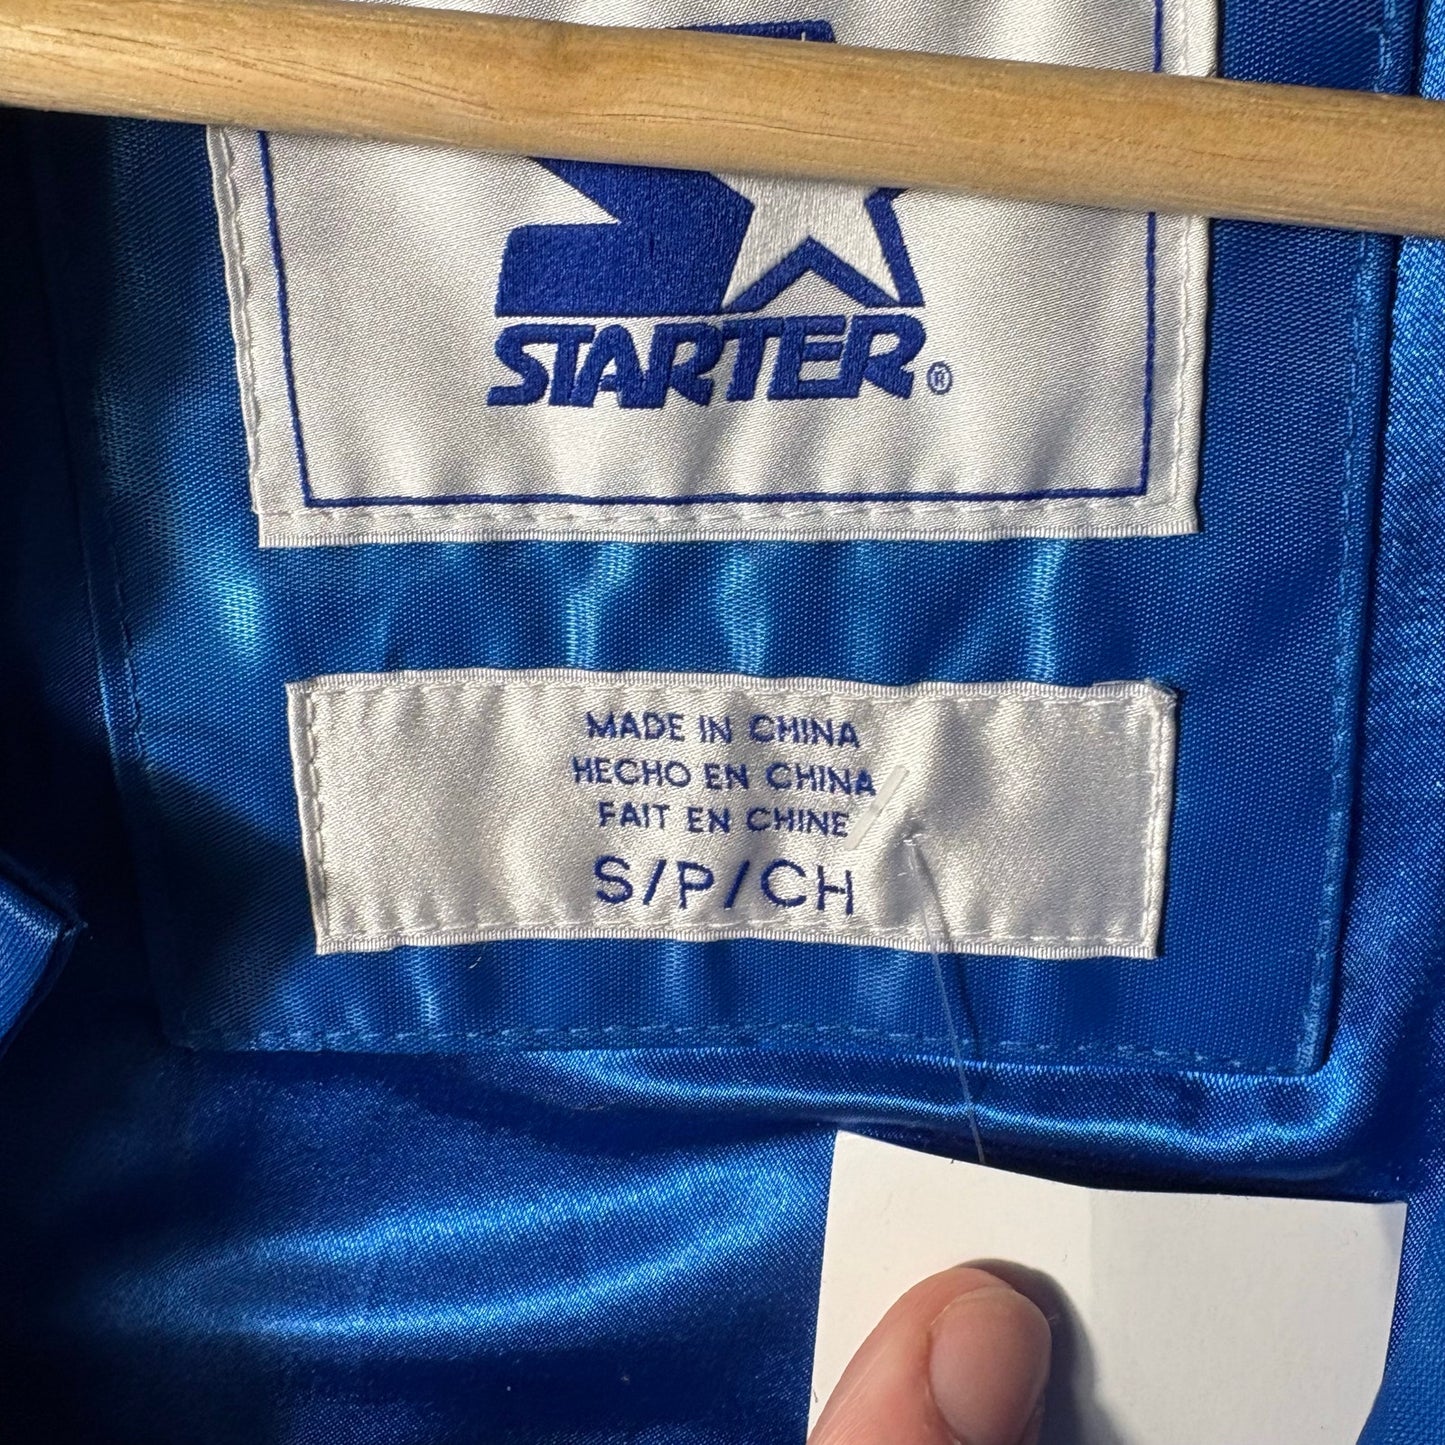 STARTER®
MADE IN CHINA
HECHO EN CHINA
FAIT EN CHINE
S/P/CH